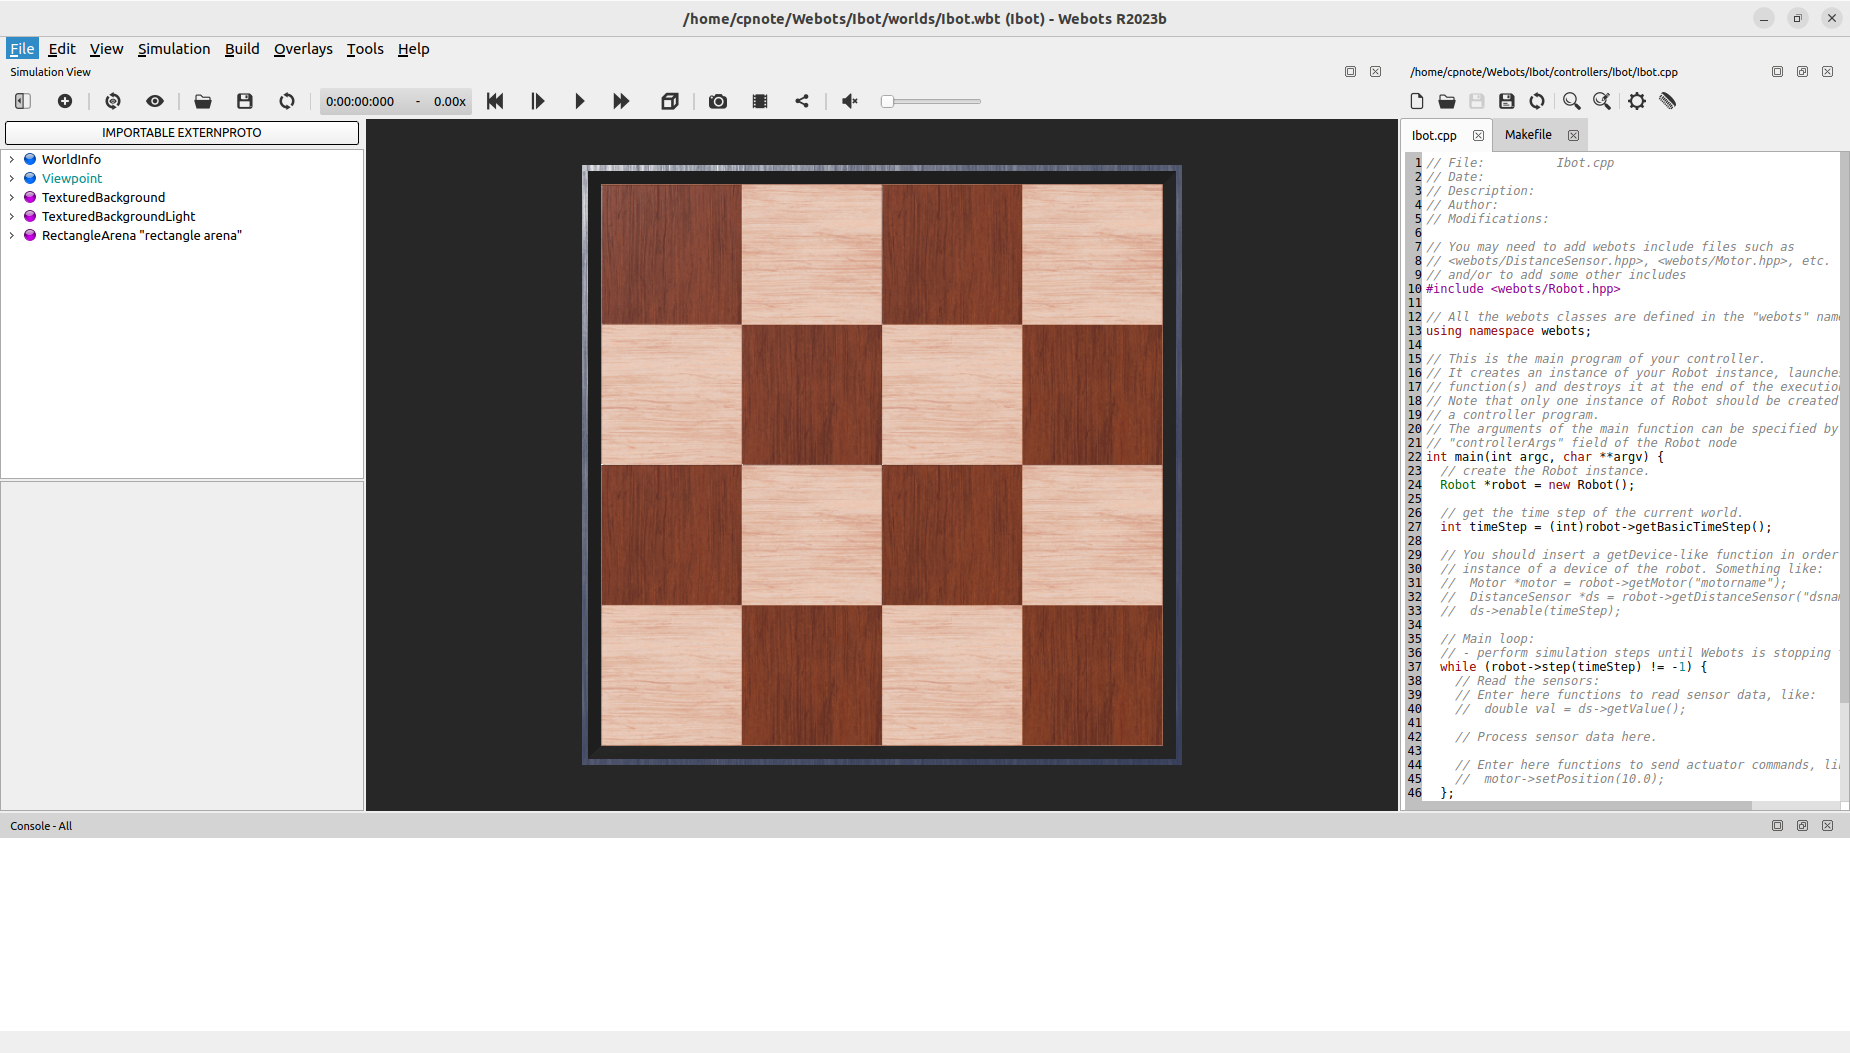 /home/cpnote/Webots/Ibot/worlds/Ibot.wbt (Ibot) - Webots R2023b
File Edit View Simulation Build Overlays Tools Help
Simulation View
0:00:00:000 - 0.00x
IMPORTABLE EXTERNPROTO
WorldInfo
Viewpoint
TexturedBackground
TexturedBackgroundLight
RectangleArena "rectangle arena"
/home/cpnote/Webots/Ibot/controllers/Ibot/Ibot.cpp
Ibot.cpp Makefile
1 // File:          Ibot.cpp
2 // Date:
3 // Description:
4 // Author:
5 // Modifications:
6
7 // You may need to add webots include files such as
8 // <webots/DistanceSensor.hpp>, <webots/Motor.hpp>, etc.
9 // and/or to add some other includes
10 #include <webots/Robot.hpp>
11
12 // All the webots classes are defined in the "webots" nam
13 using namespace webots;
14
15 // This is the main program of your controller.
16 // It creates an instance of your Robot instance, launche
17 // function(s) and destroys it at the end of the executio
18 // Note that only one instance of Robot should be created
19 // a controller program.
20 // The arguments of the main function can be specified by
21 // "controllerArgs" field of the Robot node
22 int main(int argc, char **argv) {
23   // create the Robot instance.
24   Robot *robot = new Robot();
25
26   // get the time step of the current world.
27   int timeStep = (int)robot->getBasicTimeStep();
28
29   // You should insert a getDevice-like function in order
30   // instance of a device of the robot. Something like:
31   //  Motor *motor = robot->getMotor("motorname");
32   //  DistanceSensor *ds = robot->getDistanceSensor("dsna
33   //  ds->enable(timeStep);
34
35   // Main loop:
36   // - perform simulation steps until Webots is stopping
37   while (robot->step(timeStep) != -1) {
38     // Read the sensors:
39     // Enter here functions to read sensor data, like:
40     //  double val = ds->getValue();
41
42     // Process sensor data here.
43
44     // Enter here functions to send actuator commands, li
45     //  motor->setPosition(10.0);
46   };
Console - All